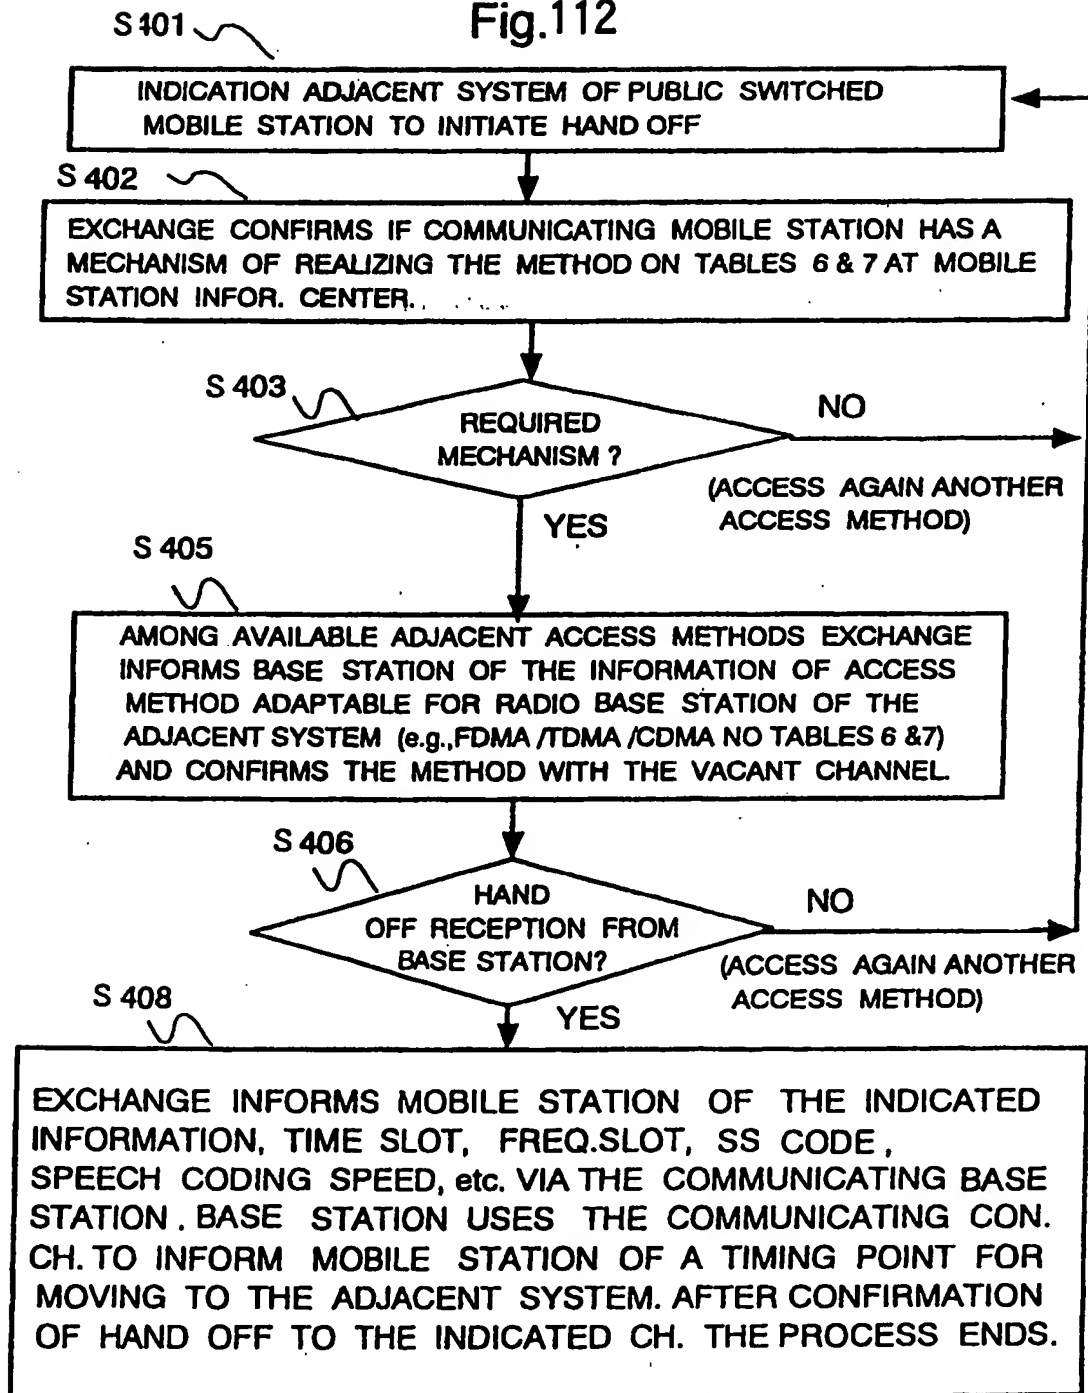 Fig.112
S 401
INDICATION ADJACENT SYSTEM OF PUBLIC SWITCHED
MOBILE STATION TO INITIATE HAND OFF
S 402
EXCHANGE CONFIRMS IF COMMUNICATING MOBILE STATION HAS A
MECHANISM OF REALIZING THE METHOD ON TABLES 6 & 7 AT MOBILE
STATION INFOR. CENTER.
S 403
REQUIRED
MECHANISM ?
NO
(ACCESS AGAIN ANOTHER
ACCESS METHOD)
YES
S 405
AMONG AVAILABLE ADJACENT ACCESS METHODS EXCHANGE
INFORMS BASE STATION OF THE INFORMATION OF ACCESS
METHOD ADAPTABLE FOR RADIO BASE STATION OF THE
ADJACENT SYSTEM (e.g.,FDMA /TDMA /CDMA NO TABLES 6 &7)
AND CONFIRMS THE METHOD WITH THE VACANT CHANNEL.
S 406
HAND
OFF RECEPTION FROM
BASE STATION?
NO
(ACCESS AGAIN ANOTHER
ACCESS METHOD)
YES
S 408
EXCHANGE INFORMS MOBILE STATION OF THE INDICATED
INFORMATION, TIME SLOT, FREQ.SLOT, SS CODE,
SPEECH CODING SPEED, etc. VIA THE COMMUNICATING BASE
STATION. BASE STATION USES THE COMMUNICATING CON.
CH. TO INFORM MOBILE STATION OF A TIMING POINT FOR
MOVING TO THE ADJACENT SYSTEM. AFTER CONFIRMATION
OF HAND OFF TO THE INDICATED CH. THE PROCESS ENDS.